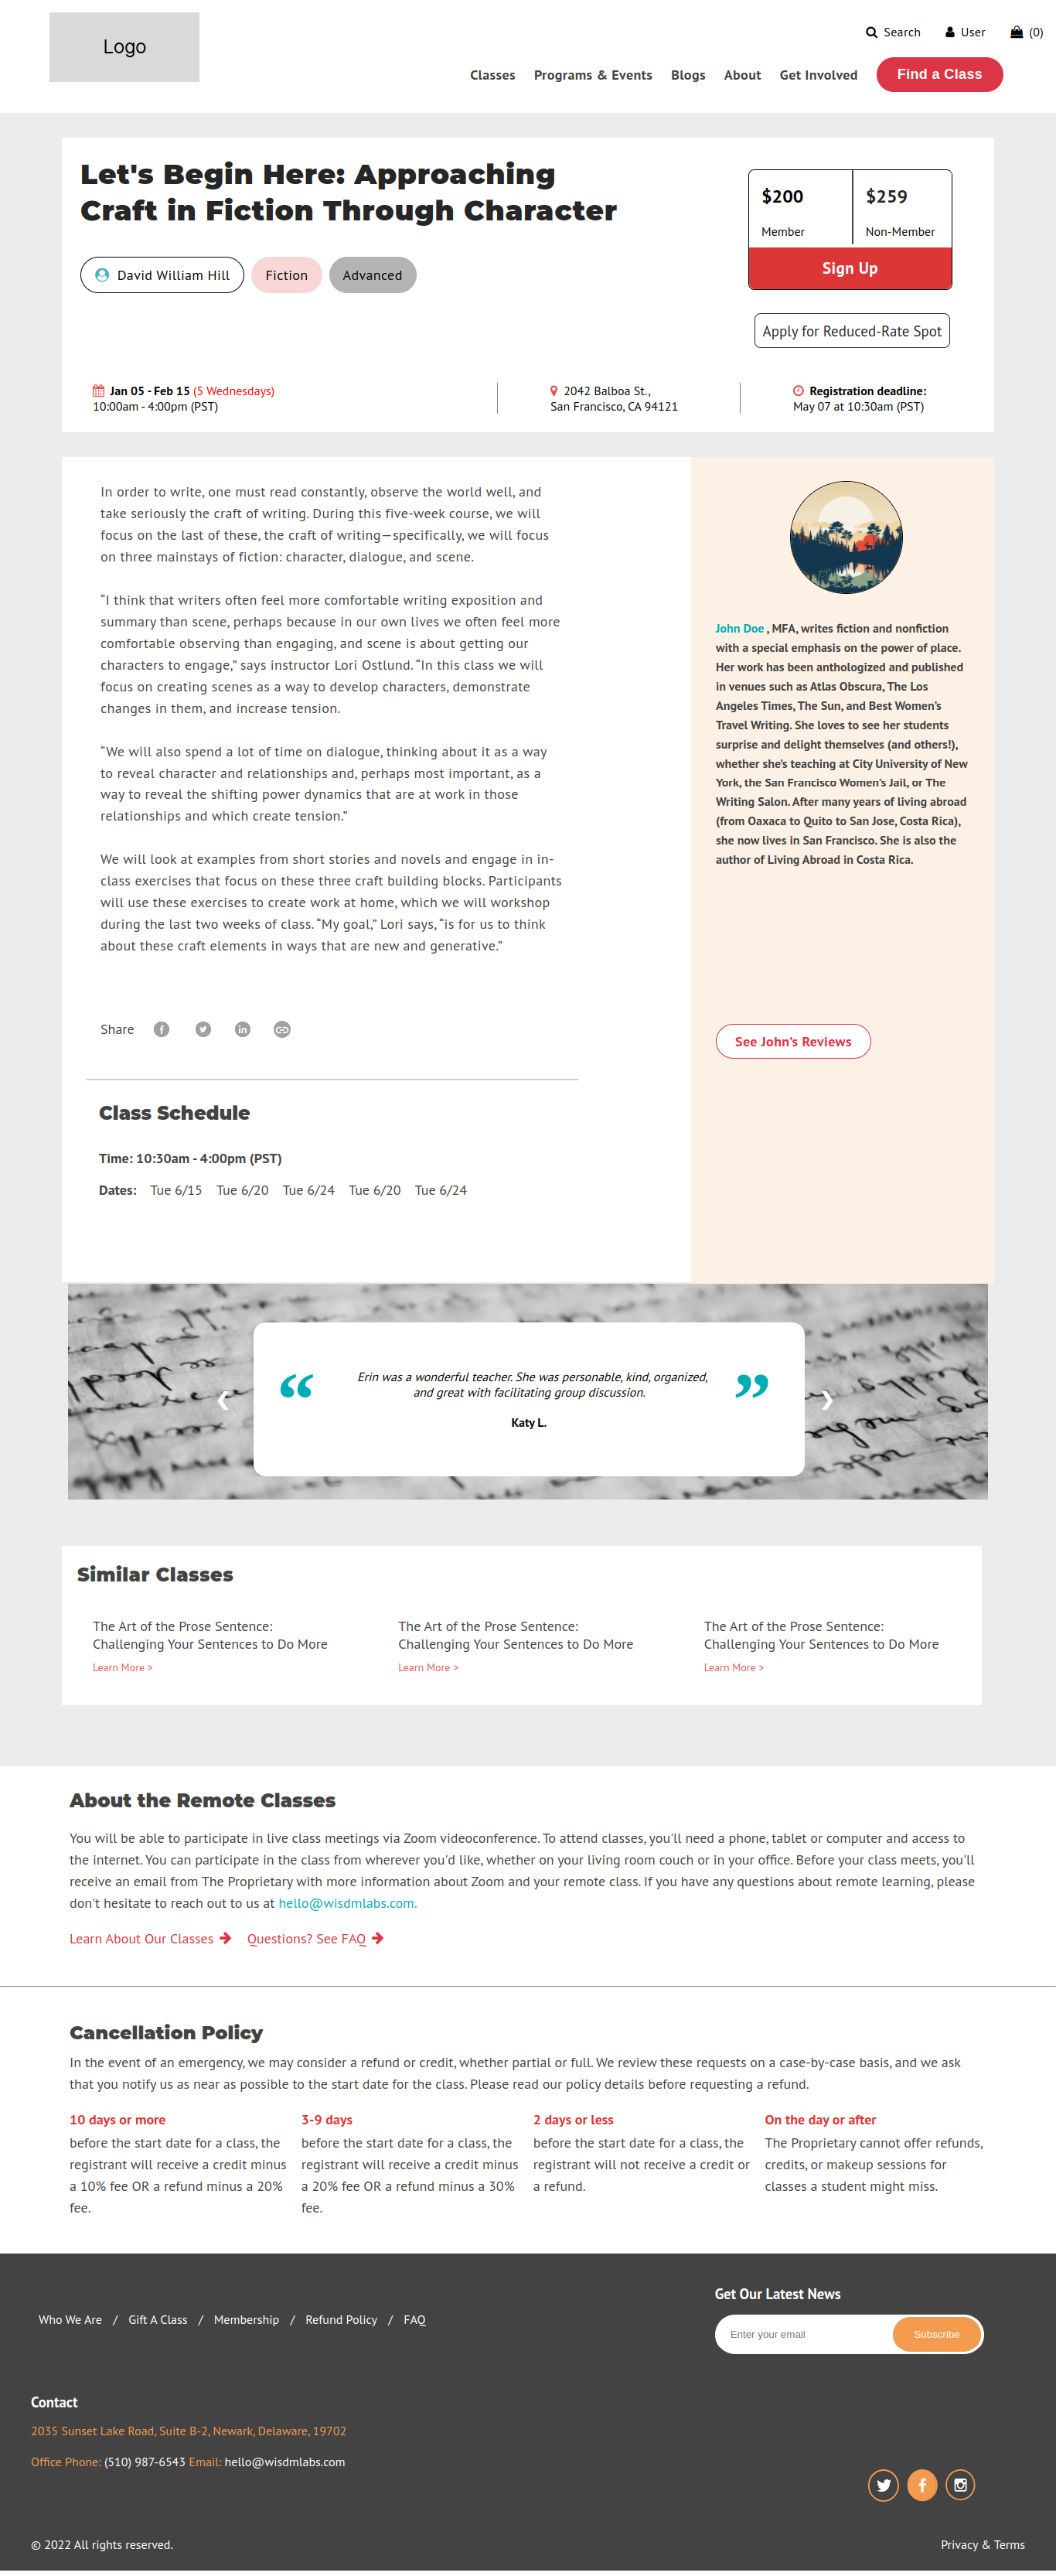 Logo
Search
User
(0)
Classes
Programs & Events
Blogs
About
Get Involved
Find a Class
Let's Begin Here: Approaching
Craft in Fiction Through Character
David William Hill
Fiction
Advanced
$200
Member
$259
Non-Member
Sign Up
Apply for Reduced-Rate Spot
Jan 05 - Feb 15 (5 Wednesdays)
10:00am - 4:00pm (PST)
2042 Balboa St.,
San Francisco, CA 94121
Registration deadline:
May 07 at 10:30am (PST)
In order to write, one must read constantly, observe the world well, and
take seriously the craft of writing. During this five-week course, we will
focus on the last of these, the craft of writing—specifically, we will focus
on three mainstays of fiction: character, dialogue, and scene.
“I think that writers often feel more comfortable writing exposition and
summary than scene, perhaps because in our own lives we often feel more
comfortable observing than engaging, and scene is about getting our
characters to engage,” says instructor Lori Ostlund. “In this class we will
focus on creating scenes as a way to develop characters, demonstrate
changes in them, and increase tension.
“We will also spend a lot of time on dialogue, thinking about it as a way
to reveal character and relationships and, perhaps most important, as a
way to reveal the shifting power dynamics that are at work in those
relationships and which create tension.”
We will look at examples from short stories and novels and engage in in-
class exercises that focus on these three craft building blocks. Participants
will use these exercises to create work at home, which we will workshop
during the last two weeks of class. “My goal,” Lori says, “is for us to think
about these craft elements in ways that are new and generative.”
Share
Class Schedule
Time: 10:30am - 4:00pm (PST)
Dates: Tue 6/15 Tue 6/20 Tue 6/24 Tue 6/20 Tue 6/24
John Doe , MFA, writes fiction and nonfiction
with a special emphasis on the power of place.
Her work has been anthologized and published
in venues such as Atlas Obscura, The Los
Angeles Times, The Sun, and Best Women’s
Travel Writing. She loves to see her students
surprise and delight themselves (and others!),
whether she’s teaching at City University of New
York, the San Francisco Women’s Jail, or The
Writing Salon. After many years of living abroad
(from Oaxaca to Quito to San Jose, Costa Rica),
she now lives in San Francisco. She is also the
author of Living Abroad in Costa Rica.
See John’s Reviews
“
Erin was a wonderful teacher. She was personable, kind, organized,
and great with facilitating group discussion.
Katy L.
”
Similar Classes
The Art of the Prose Sentence:
Challenging Your Sentences to Do More
Learn More >
The Art of the Prose Sentence:
Challenging Your Sentences to Do More
Learn More >
The Art of the Prose Sentence:
Challenging Your Sentences to Do More
Learn More >
About the Remote Classes
You will be able to participate in live class meetings via Zoom videoconference. To attend classes, you'll need a phone, tablet or computer and access to
the internet. You can participate in the class from wherever you'd like, whether on your living room couch or in your office. Before your class meets, you'll
receive an email from The Proprietary with more information about Zoom and your remote class. If you have any questions about remote learning, please
don't hesitate to reach out to us at hello@wisdmlabs.com.
Learn About Our Classes
Questions? See FAQ
Cancellation Policy
In the event of an emergency, we may consider a refund or credit, whether partial or full. We review these requests on a case-by-case basis, and we ask
that you notify us as near as possible to the start date for the class. Please read our policy details before requesting a refund.
10 days or more
before the start date for a class, the
registrant will receive a credit minus
a 10% fee OR a refund minus a 20%
fee.
3-9 days
before the start date for a class, the
registrant will receive a credit minus
a 20% fee OR a refund minus a 30%
fee.
2 days or less
before the start date for a class, the
registrant will not receive a credit or
a refund.
On the day or after
The Proprietary cannot offer refunds,
credits, or makeup sessions for
classes a student might miss.
Who We Are / Gift A Class / Membership / Refund Policy / FAQ
Get Our Latest News
Enter your email
Subscribe
Contact
2035 Sunset Lake Road, Suite B-2, Newark, Delaware, 19702
Office Phone: (510) 987-6543 Email: hello@wisdmlabs.com
© 2022 All rights reserved.
Privacy & Terms